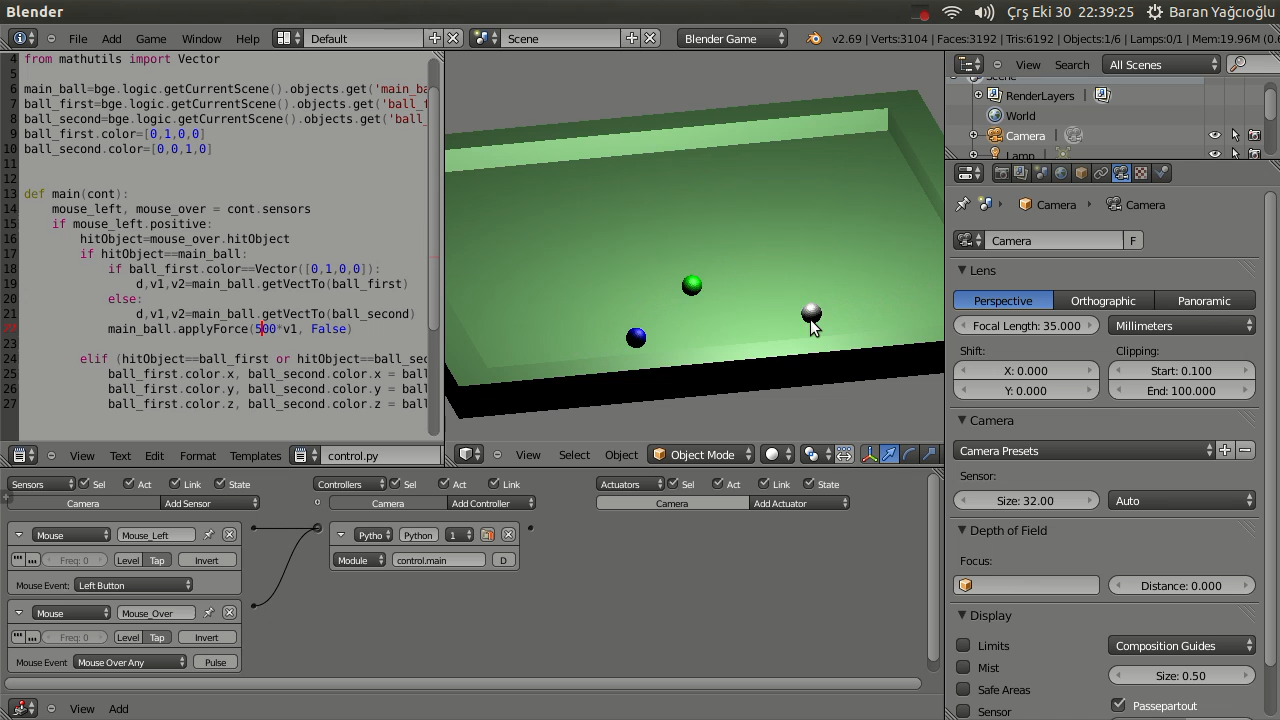 Blender
Çrş Eki 30 22:39:25 Baran Yağcıoğlu
File Add Game Window Help Default Scene Blender Game v2.69 | Verts:3104 | Faces:3192 | Tris:6192 | Objects:1/6 | Lamps:0/1 | Mem:19.96M (0.
4 from mathutils import Vector
5
6 main_ball=bge.logic.getCurrentScene().objects.get('main_ba
7 ball_first=bge.logic.getCurrentScene().objects.get('ball_f
8 ball_second=bge.logic.getCurrentScene().objects.get('ball_
9 ball_first.color=[0,1,0,0]
10 ball_second.color=[0,0,1,0]
11
12
13 def main(cont):
14 mouse_left, mouse_over = cont.sensors
15 if mouse_left.positive:
16 hitObject=mouse_over.hitObject
17 if hitObject==main_ball:
18 if ball_first.color==Vector([0,1,0,0]):
19 d,v1,v2=main_ball.getVectTo(ball_first)
20 else:
21 d,v1,v2=main_ball.getVectTo(ball_second)
22 main_ball.applyForce(500*v1, False)
23
24 elif (hitObject==ball_first or hitObject==ball_sec
25 ball_first.color.x, ball_second.color.x = ball
26 ball_first.color.y, ball_second.color.y = ball
27 ball_first.color.z, ball_second.color.z = ball
View Text Edit Format Templates control.py
View Select Object Object Mode
View Search All Scenes
Scene
RenderLayers
World
Camera
Lamp
Camera Camera
Camera F
Lens
Perspective Orthographic Panoramic
Focal Length: 35.000 Millimeters
Shift: Clipping:
X: 0.000 Start: 0.100
Y: 0.000 End: 100.000
Camera
Camera Presets
Sensor:
Size: 32.00 Auto
Depth of Field
Focus:
Distance: 0.000
Display
Limits Composition Guides
Mist Size: 0.50
Safe Areas
Sensor Passepartout
Sensors Sel Act Link State Controllers Sel Act Link Actuators Sel Act Link State
Camera Add Sensor Camera Add Controller Camera Add Actuator
Mouse Mouse_Left Pytho Python 1
Freq: 0 Level Tap Invert Module control.main D
Mouse Event: Left Button
Mouse Mouse_Over
Freq: 0 Level Tap Invert
Mouse Event Mouse Over Any Pulse
View Add